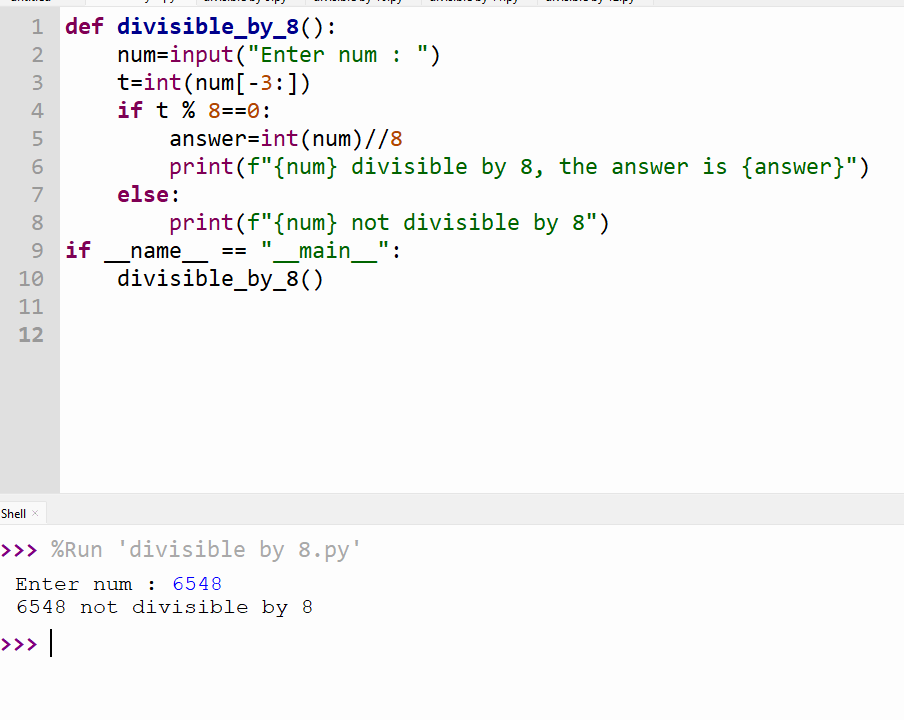 1 def divisible_by_8():
2     num=input("Enter num : ")
3     t=int(num[-3:])
4     if t % 8==0:
5         answer=int(num)//8
6         print(f"{num} divisible by 8, the answer is {answer}")
7     else:
8         print(f"{num} not divisible by 8")
9 if __name__ == "__main__":
10     divisible_by_8()
11
12
Shell ×
>>> %Run 'divisible by 8.py'
Enter num : 6548
6548 not divisible by 8
>>>